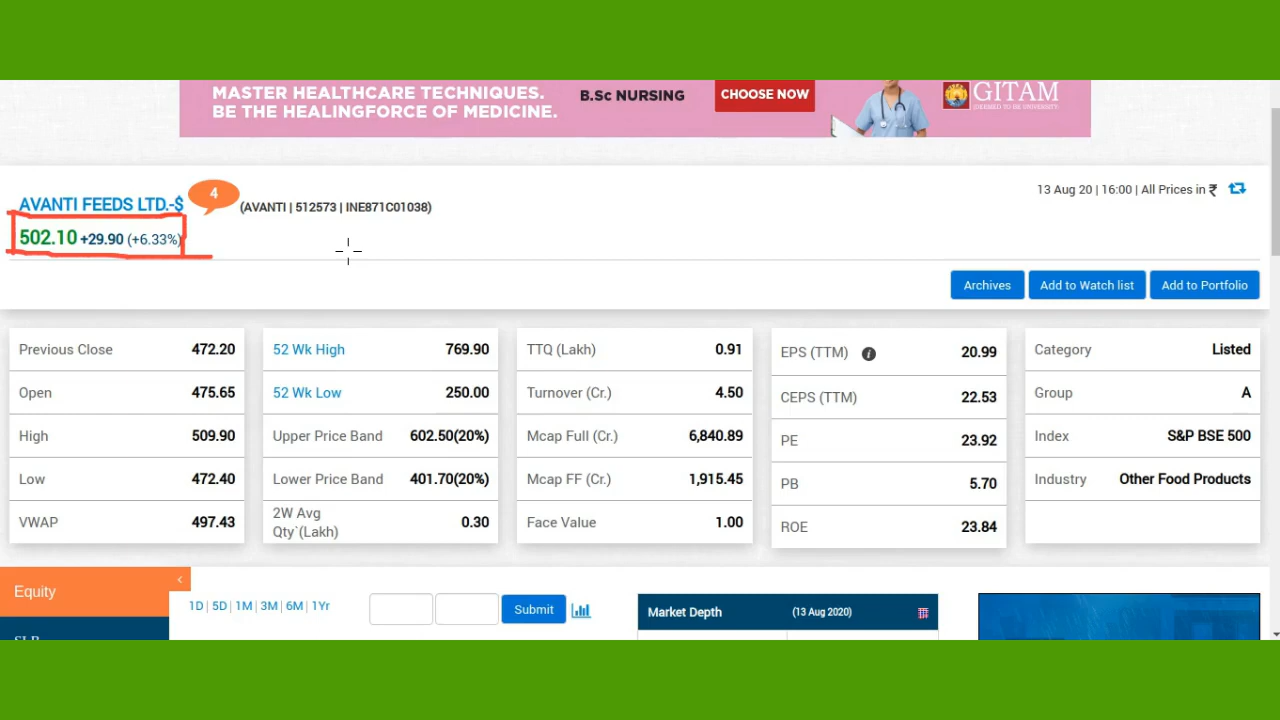 MASTER HEALTHCARE TECHNIQUES.
BE THE HEALINGFORCE OF MEDICINE.
B.Sc NURSING
CHOOSE NOW
GITAM
(DEEMED TO BE UNIVERSITY)
13 Aug 20 | 16:00 | All Prices in ₹
AVANTI FEEDS LTD.-$
4
(AVANTI | 512573 | INE871C01038)
502.10 +29.90 (+6.33%)
Archives
Add to Watch list
Add to Portfolio
Previous Close 472.20
Open 475.65
High 509.90
Low 472.40
VWAP 497.43
52 Wk High 769.90
52 Wk Low 250.00
Upper Price Band 602.50(20%)
Lower Price Band 401.70(20%)
2W Avg
Qty`(Lakh) 0.30
TTQ (Lakh) 0.91
Turnover (Cr.) 4.50
Mcap Full (Cr.) 6,840.89
Mcap FF (Cr.) 1,915.45
Face Value 1.00
EPS (TTM) i 20.99
CEPS (TTM) 22.53
PE 23.92
PB 5.70
ROE 23.84
Category Listed
Group A
Index S&P BSE 500
Industry Other Food Products
Equity
SLB
1D | 5D | 1M | 3M | 6M | 1Yr
Submit
Market Depth (13 Aug 2020)